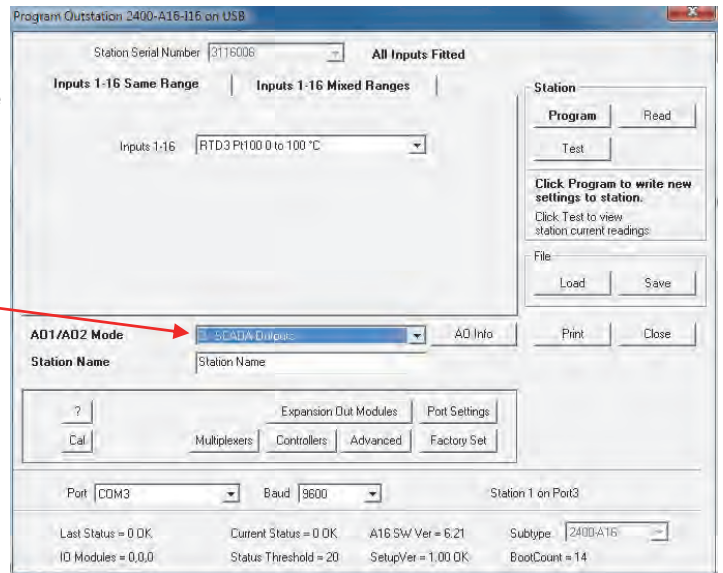 Program Outstation 2400-A16-I16 on USB
Station Serial Number 3116006 All Inputs Fitted
Inputs 1-16 Same Range Inputs 1-16 Mixed Ranges
Inputs 1-16 RTD3 Pt100 0 to 100 °C
Station
Program Read
Test
Click Program to write new
settings to station.
Click Test to view
station current readings
File
Load Save
AO1/AO2 Mode SCADA Outputs AO Info Print Close
Station Name Station Name
? Expansion Out Modules Port Settings
Cal Multiplexers Controllers Advanced Factory Set
Port COM3 Baud 9600 Station 1 on Port3
Last Status = 0 OK Current Status = 0 OK A16 SW Ver = 6.21 Subtype 2400-A16
IO Modules = 0,0,0 Status Threshold = 20 SetupVer = 1.00 OK BootCount = 14